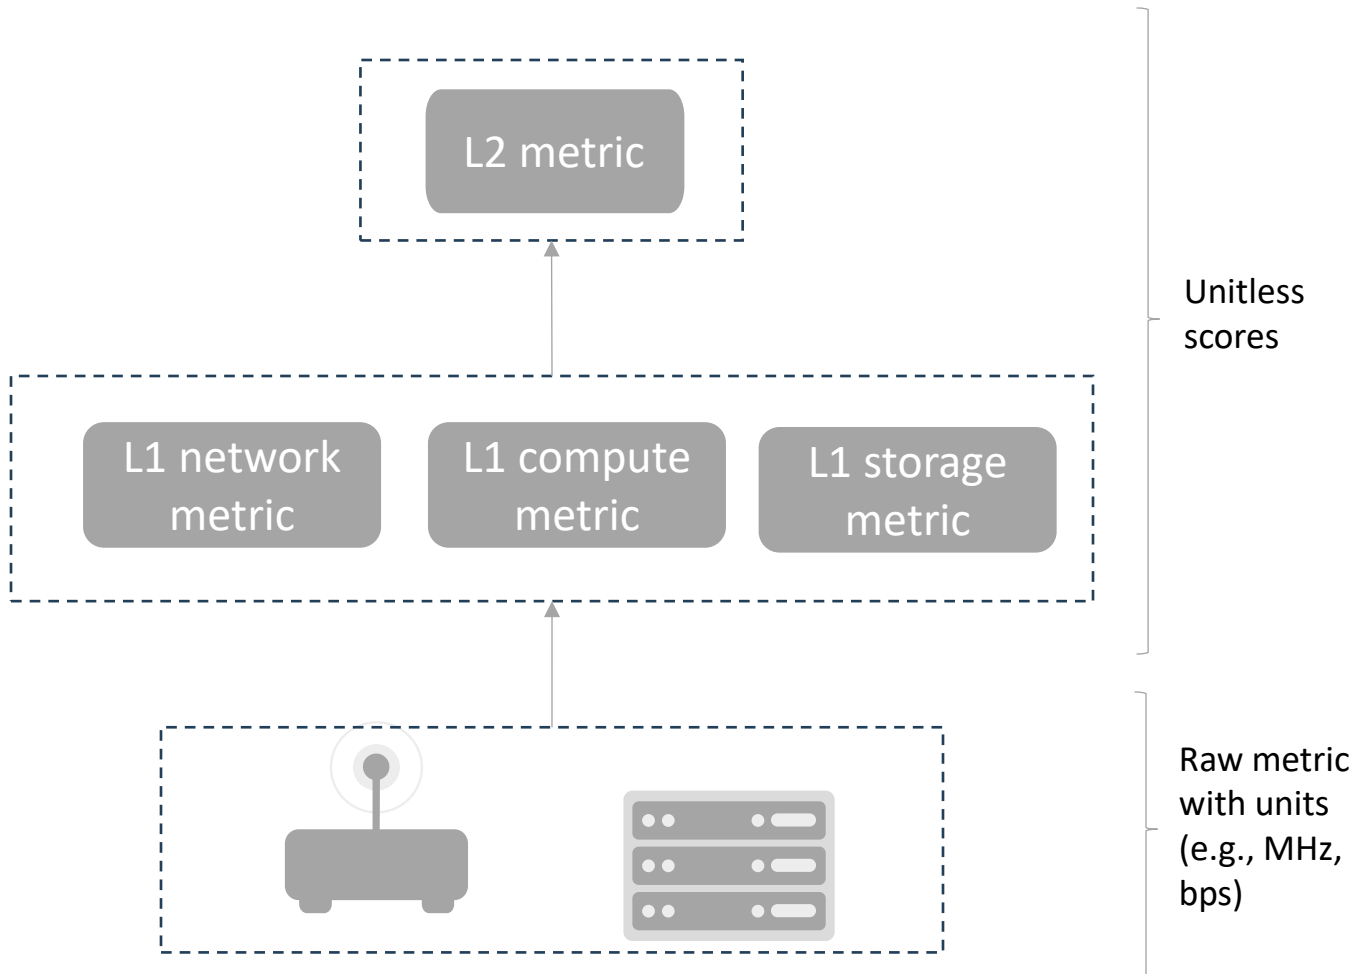 L2 metric
Unitless
scores
L1 network
metric
L1 compute
metric
L1 storage
metric
Raw metric
with units
(e.g., MHz,
bps)